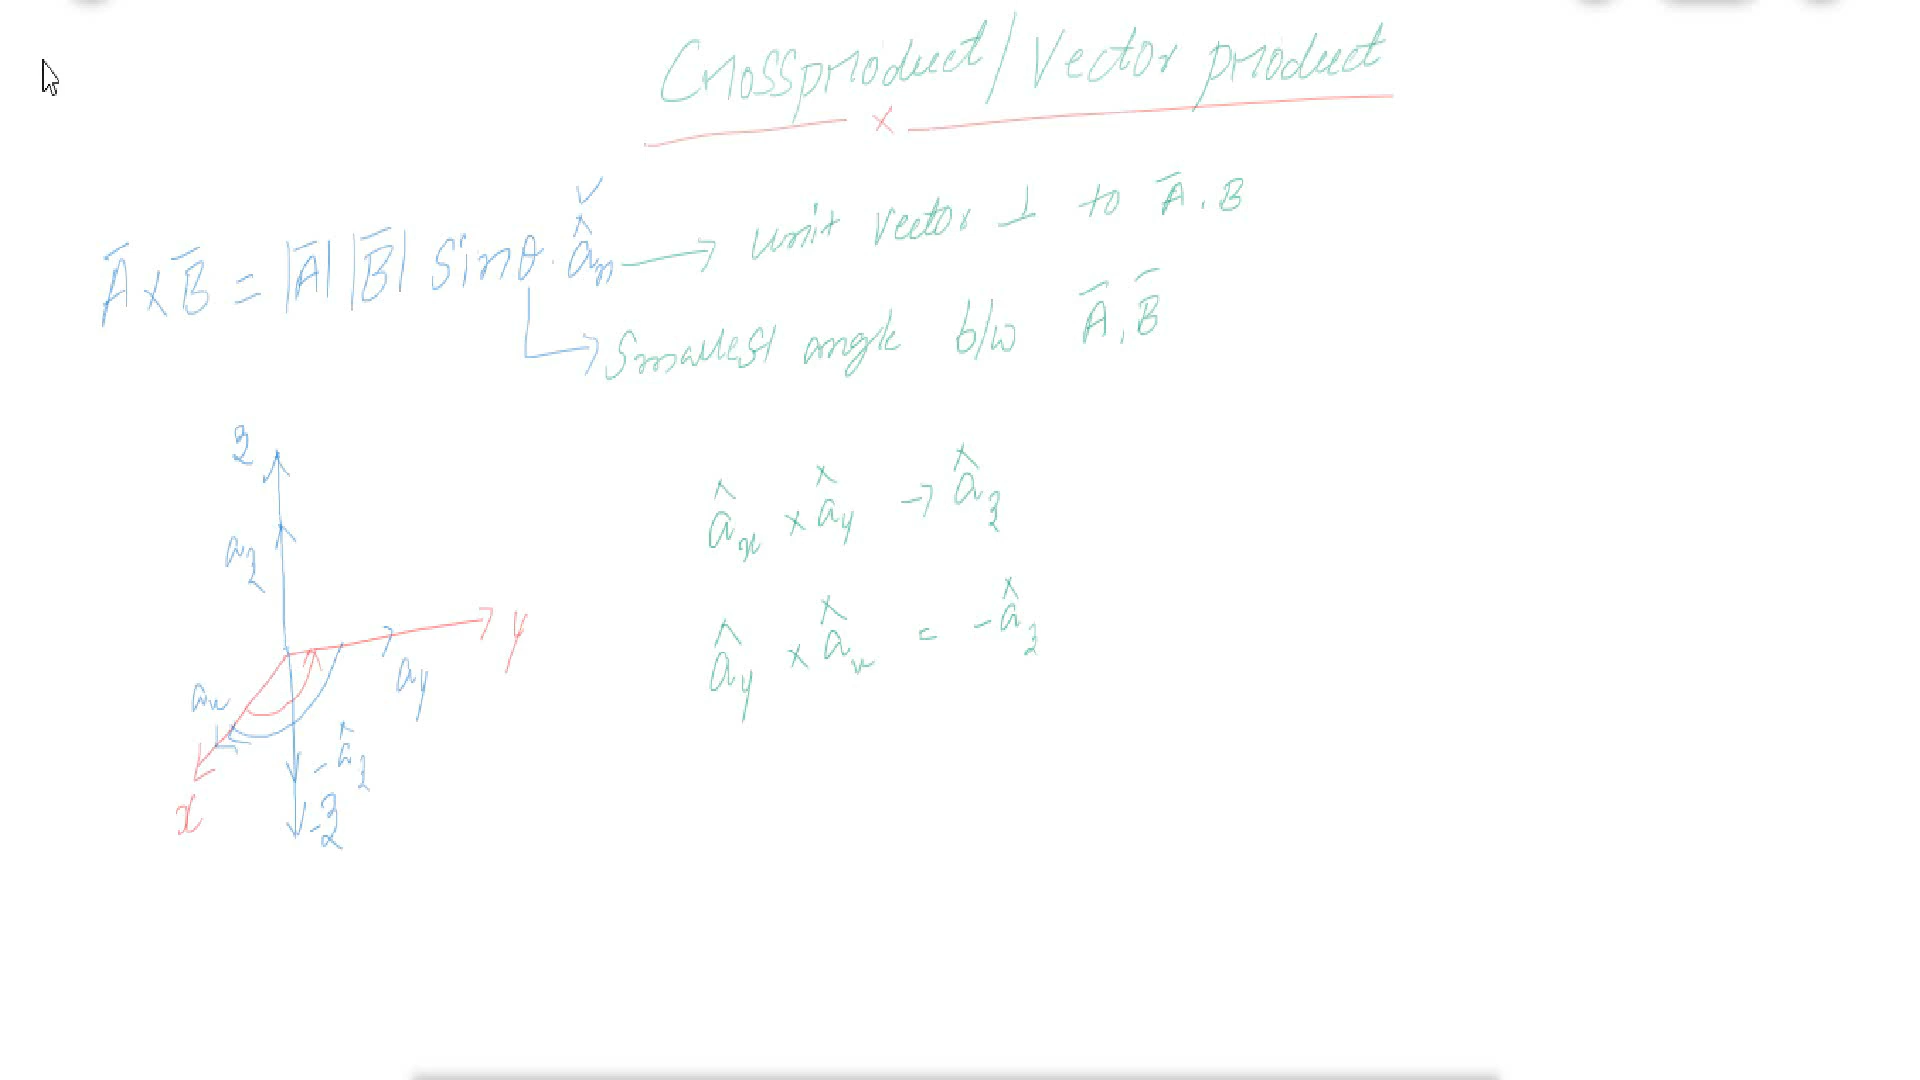 Crossproduct/Vector product
×
A̅ × B̅ = |A̅| |B̅| Sinθ. â_n → unit vector ⊥ to A̅ . B
Smallest angle b/w A̅ , B̅
z
a_z
y
a_y
a_x
-â_z
x
-z
â_x × â_y → â_z
â_y × â_x = -â_z